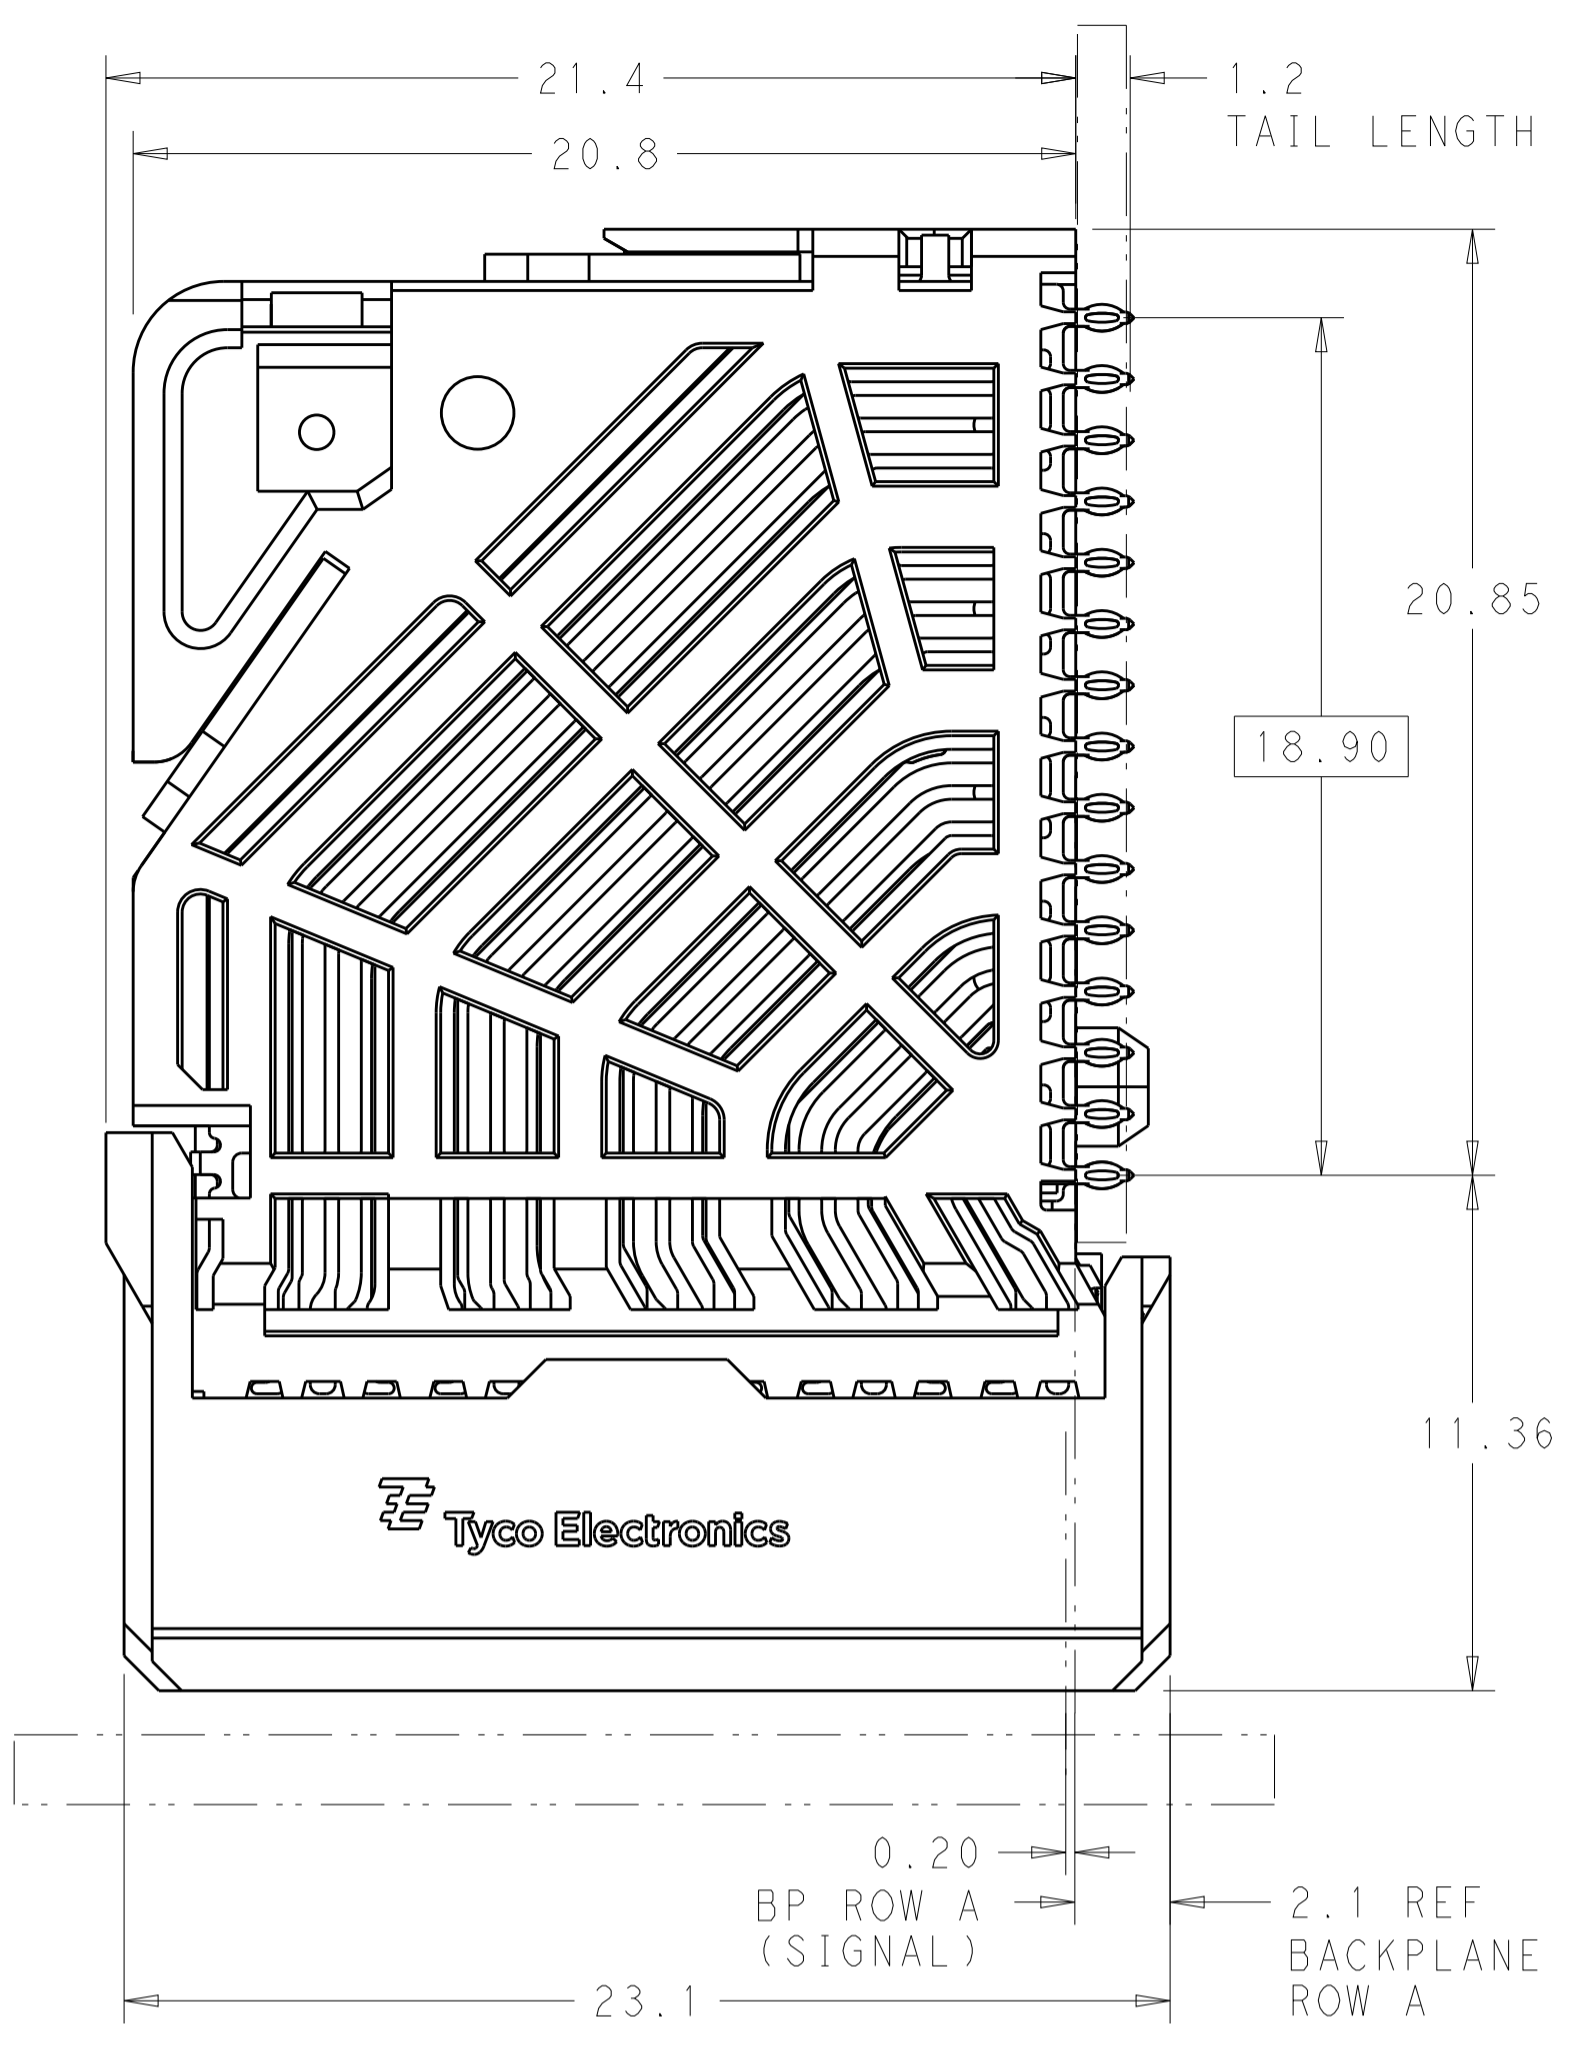 21.4
1.2
TAIL LENGTH
20.8
20.85
18.90
11.36
Tyco Electronics
0.20
BP ROW A
(SIGNAL)
2.1 REF
BACKPLANE
ROW A
23.1